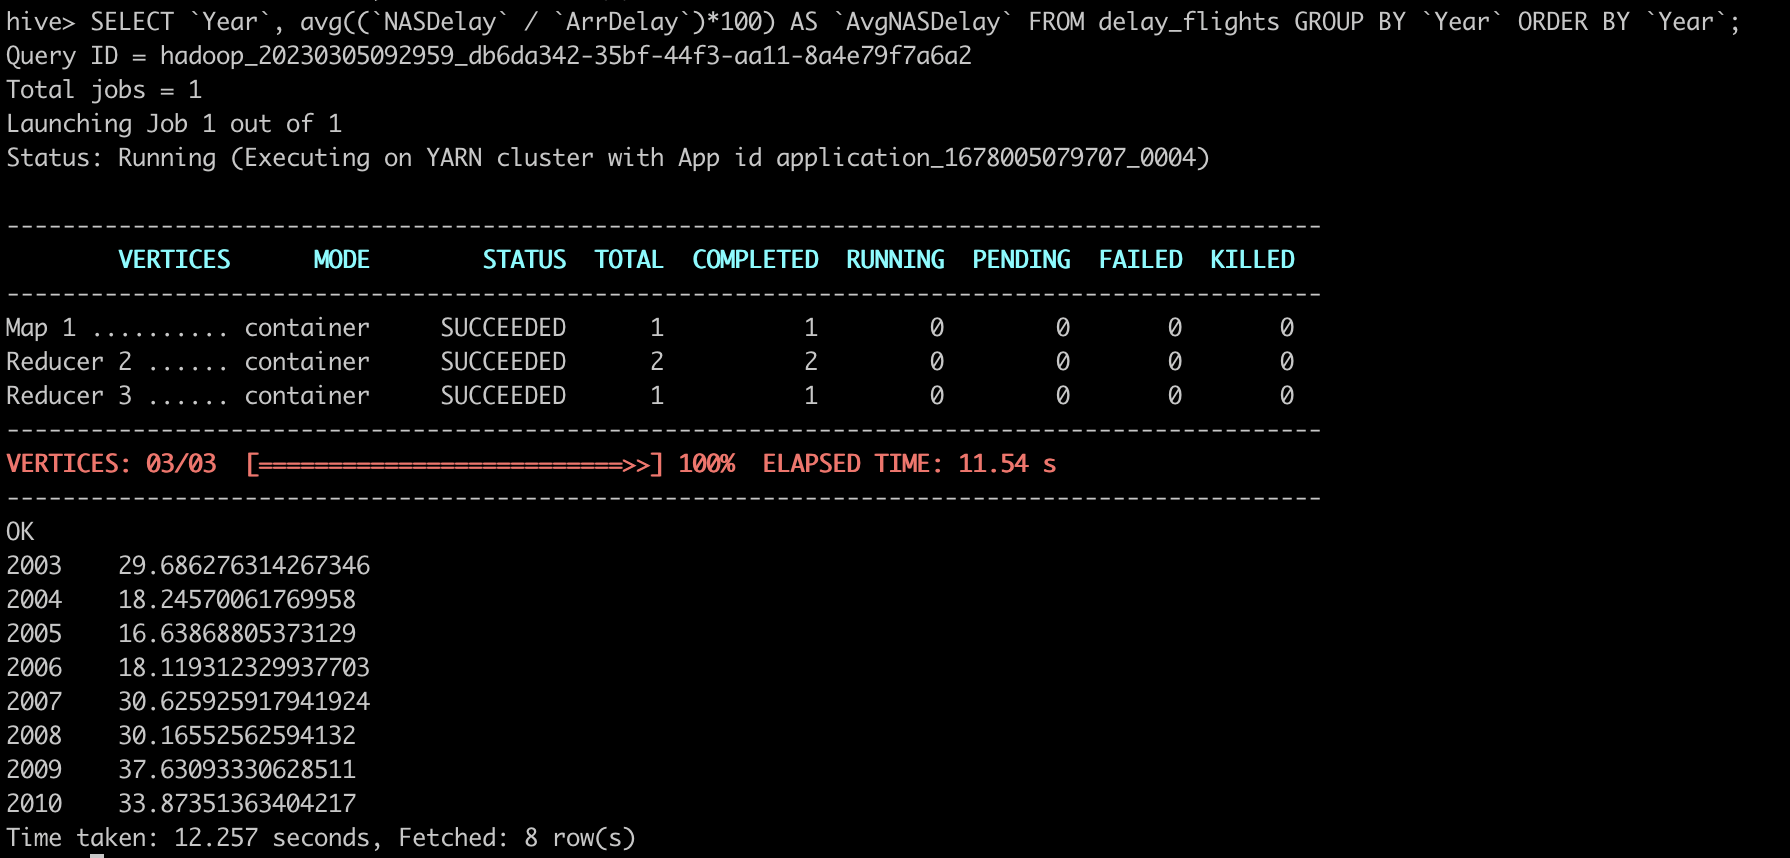 hive> SELECT `Year`, avg((`NASDelay` / `ArrDelay`)*100) AS `AvgNASDelay` FROM delay_flights GROUP BY `Year` ORDER BY `Year`;
Query ID = hadoop_20230305092959_db6da342-35bf-44f3-aa11-8a4e79f7a6a2
Total jobs = 1
Launching Job 1 out of 1
Status: Running (Executing on YARN cluster with App id application_1678005079707_0004)
----------------------------------------------------------------------------------------------
        VERTICES      MODE        STATUS  TOTAL  COMPLETED  RUNNING  PENDING  FAILED  KILLED
----------------------------------------------------------------------------------------------
Map 1 .......... container     SUCCEEDED      1          1        0        0       0       0
Reducer 2 ...... container     SUCCEEDED      2          2        0        0       0       0
Reducer 3 ...... container     SUCCEEDED      1          1        0        0       0       0
----------------------------------------------------------------------------------------------
VERTICES: 03/03  [==========================>>] 100%  ELAPSED TIME: 11.54 s
----------------------------------------------------------------------------------------------
OK
2003    29.686276314267346
2004    18.24570061769958
2005    16.63868805373129
2006    18.119312329937703
2007    30.625925917941924
2008    30.16552562594132
2009    37.63093330628511
2010    33.87351363404217
Time taken: 12.257 seconds, Fetched: 8 row(s)